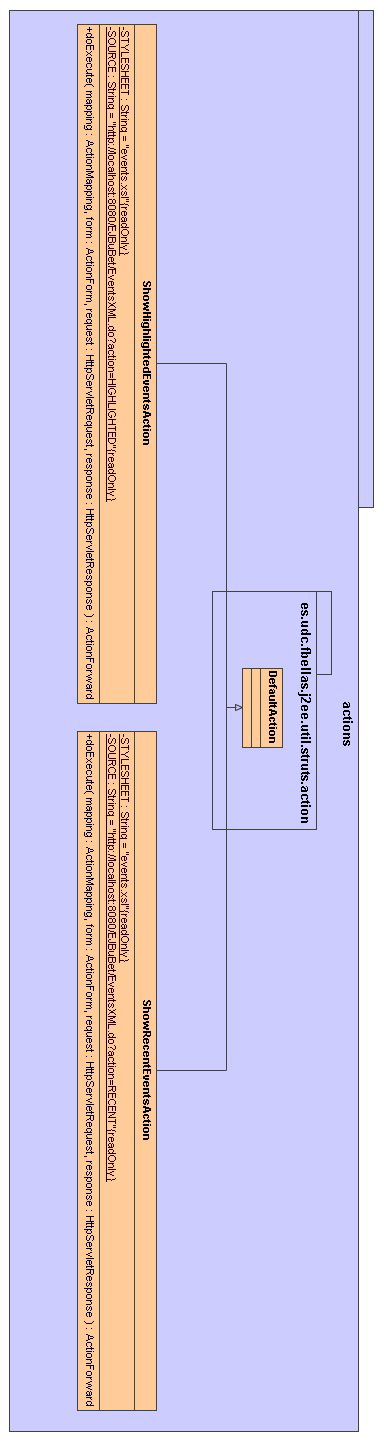 actions
es.udc.fbellas.j2ee.util.struts.action
DefaultAction
ShowHighlightedEventsAction
-STYLESHEET : String = "events.xsl"{readOnly}
-SOURCE : String = "http://localhost:8080/EJBuBet/EventsXML.do?action=HIGHLIGHTED"{readOnly}
+doExecute( mapping : ActionMapping, form : ActionForm, request : HttpServletRequest, response : HttpServletResponse ) : ActionForward
ShowRecentEventsAction
-STYLESHEET : String = "events.xsl"{readOnly}
-SOURCE : String = "http://localhost:8080/EJBuBet/EventsXML.do?action=RECENT"{readOnly}
+doExecute( mapping : ActionMapping, form : ActionForm, request : HttpServletRequest, response : HttpServletResponse ) : ActionForward